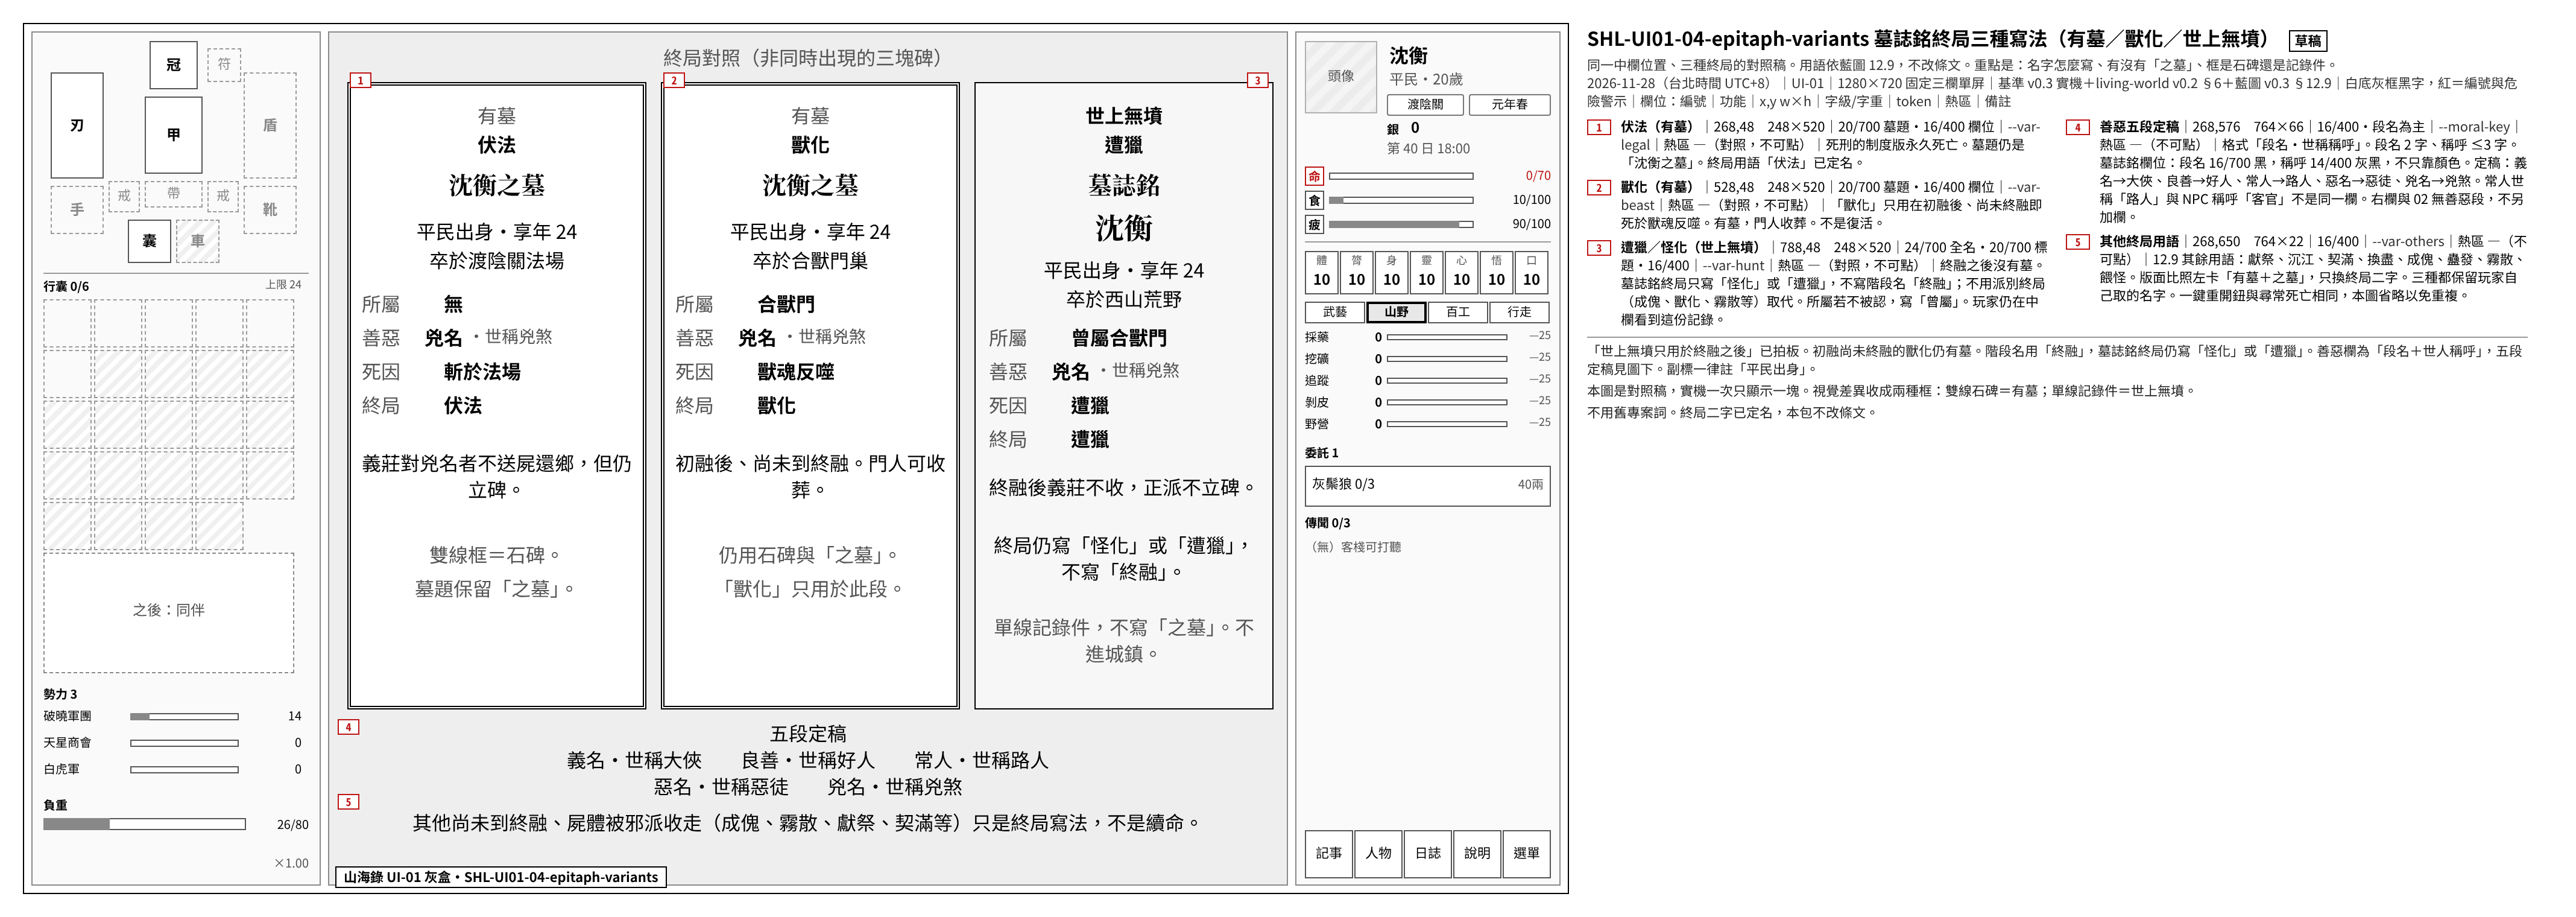 冠
符
刃
甲
盾
手
戒
帶
戒
靴
囊
車
行囊 0/6
上限 24
之後：同伴
勢力 3
破曉軍團
14
天星商會
0
白虎軍
0
負重
26/80
×1.00
終局對照（非同時出現的三塊碑）
1
有墓
伏法
沈衡之墓
平民出身・享年 24
卒於渡陰關法場
所屬 無
善惡 兇名 ・世稱兇煞
死因 斬於法場
終局 伏法
義莊對兇名者不送屍還鄉，但仍
立碑。
雙線框＝石碑。
墓題保留「之墓」。
2
有墓
獸化
沈衡之墓
平民出身・享年 24
卒於合獸門巢
所屬 合獸門
善惡 兇名 ・世稱兇煞
死因 獸魂反噬
終局 獸化
初融後、尚未到終融。門人可收
葬。
仍用石碑與「之墓」。
「獸化」只用於此段。
3
世上無墳
遭獵
墓誌銘
沈衡
平民出身・享年 24
卒於西山荒野
所屬 曾屬合獸門
善惡 兇名 ・世稱兇煞
死因 遭獵
終局 遭獵
終融後義莊不收，正派不立碑。
終局仍寫「怪化」或「遭獵」，
不寫「終融」。
單線記錄件，不寫「之墓」。不
進城鎮。
4
五段定稿
義名・世稱大俠 良善・世稱好人 常人・世稱路人
惡名・世稱惡徒 兇名・世稱兇煞
5
其他尚未到終融、屍體被邪派收走（成傀、霧散、獻祭、契滿等）只是終局寫法，不是續命。
山海錄 UI-01 灰盒・SHL-UI01-04-epitaph-variants
頭像
沈衡
平民・20歲
渡陰關
元年春
銀 0
第 40 日 18:00
命
0/70
食
10/100
疲
90/100
體 膂 身 靈 心 悟 口
10 10 10 10 10 10 10
武藝
山野
百工
行走
採藥 0 —25
挖礦 0 —25
追蹤 0 —25
剝皮 0 —25
野營 0 —25
委託 1
灰鬃狼 0/3
40兩
傳聞 0/3
（無）客棧可打聽
記事
人物
日誌
說明
選單
SHL-UI01-04-epitaph-variants 墓誌銘終局三種寫法（有墓／獸化／世上無墳） 草稿
同一中欄位置、三種終局的對照稿。用語依藍圖 12.9，不改條文。重點是：名字怎麼寫、有沒有「之墓」、框是石碑還是記錄件。
2026-11-28（台北時間 UTC+8）｜UI-01｜1280×720 固定三欄單屏｜基準 v0.3 實機＋living-world v0.2 §6＋藍圖 v0.3 §12.9｜白底灰框黑字，紅＝編號與危
險警示｜欄位：編號｜功能｜x,y w×h｜字級/字重｜token｜熱區｜備註
1 伏法（有墓）｜268,48 248×520｜20/700 墓題・16/400 欄位｜--var-
legal｜熱區 —（對照，不可點）｜死刑的制度版永久死亡。墓題仍是
「沈衡之墓」。終局用語「伏法」已定名。
2 獸化（有墓）｜528,48 248×520｜20/700 墓題・16/400 欄位｜--var-
beast｜熱區 —（對照，不可點）｜「獸化」只用在初融後、尚未終融即
死於獸魂反噬。有墓，門人收葬。不是復活。
3 遭獵／怪化（世上無墳）｜788,48 248×520｜24/700 全名・20/700 標
題・16/400｜--var-hunt｜熱區 —（對照，不可點）｜終融之後沒有墓。
墓誌銘終局只寫「怪化」或「遭獵」，不寫階段名「終融」；不用派別終局
（成傀、獸化、霧散等）取代。所屬若不被認，寫「曾屬」。玩家仍在中
欄看到這份記錄。
4 善惡五段定稿｜268,576 764×66｜16/400・段名為主｜--moral-key｜
熱區 —（不可點）｜格式「段名・世稱稱呼」。段名 2 字、稱呼 ≤3 字。
墓誌銘欄位：段名 16/700 黑，稱呼 14/400 灰黑，不只靠顏色。定稿：義
名→大俠、良善→好人、常人→路人、惡名→惡徒、兇名→兇煞。常人世
稱「路人」與 NPC 稱呼「客官」不是同一欄。右欄與 02 無善惡段，不另
加欄。
5 其他終局用語｜268,650 764×22｜16/400｜--var-others｜熱區 —（不
可點）｜12.9 其餘用語：獻祭、沉江、契滿、換盡、成傀、蠱發、霧散、
餵怪。版面比照左卡「有墓＋之墓」，只換終局二字。三種都保留玩家自
己取的名字。一鍵重開鈕與尋常死亡相同，本圖省略以免重複。
「世上無墳只用於終融之後」已拍板。初融尚未終融的獸化仍有墓。階段名用「終融」，墓誌銘終局仍寫「怪化」或「遭獵」。善惡欄為「段名＋世人稱呼」，五段
定稿見圖下。副標一律註「平民出身」。
本圖是對照稿，實機一次只顯示一塊。視覺差異收成兩種框：雙線石碑＝有墓；單線記錄件＝世上無墳。
不用舊專案詞。終局二字已定名，本包不改條文。